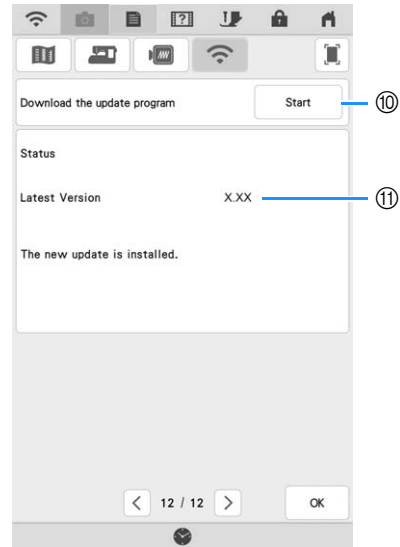 Download the update program
Start
⑩
Status
Latest Version X.XX
⑪
The new update is installed.
12 / 12
OK